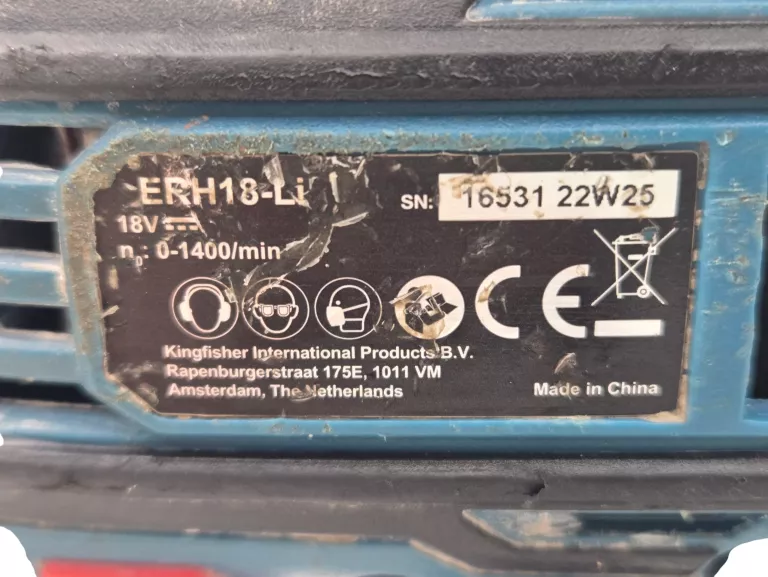 ERH18-Li
SN: 16531 22W25
18V
n₀: 0-1400/min
CE
Kingfisher International Products B.V.
Rapenburgerstraat 175E, 1011 VM
Amsterdam, The Netherlands
Made in China